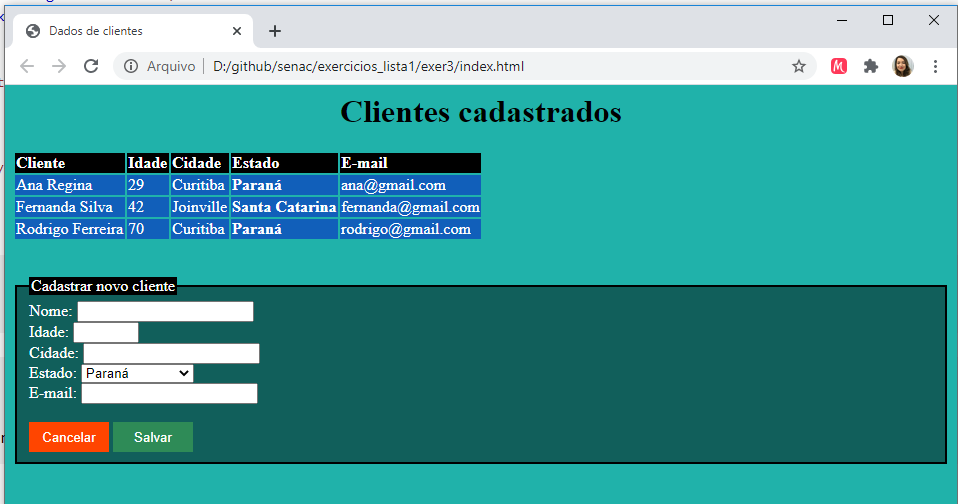 Dados de clientes
Arquivo D:/github/senac/exercicios_lista1/exer3/index.html
Clientes cadastrados
Cliente Idade Cidade Estado E-mail
Ana Regina 29 Curitiba Paraná ana@gmail.com
Fernanda Silva 42 Joinville Santa Catarina fernanda@gmail.com
Rodrigo Ferreira 70 Curitiba Paraná rodrigo@gmail.com
Cadastrar novo cliente
Nome:
Idade:
Cidade:
Estado: Paraná
E-mail:
Cancelar Salvar